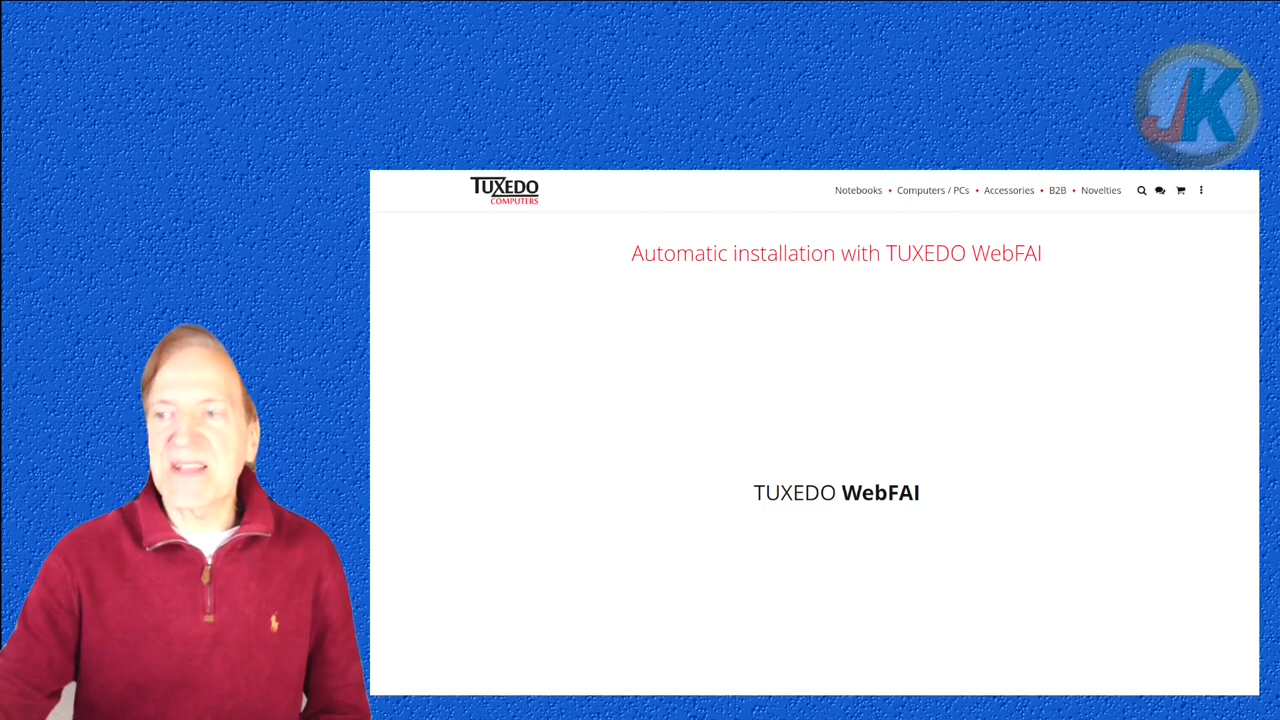 JK
TUXEDO
COMPUTERS
Notebooks • Computers / PCs • Accessories • B2B • Novelties
Automatic installation with TUXEDO WebFAI
TUXEDO WebFAI